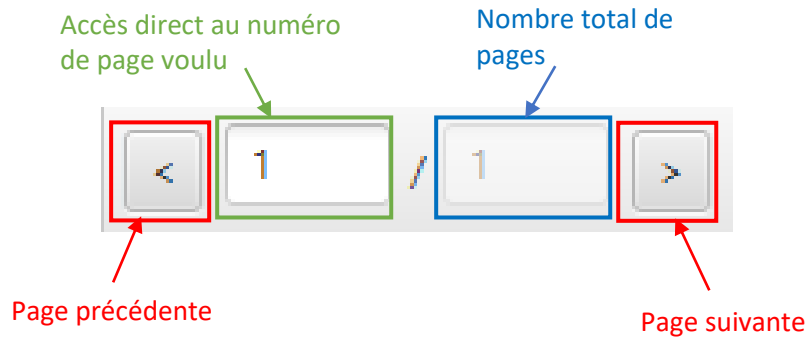 Accès direct au numéro
de page voulu
Nombre total de
pages
< 1 / 1 >
Page précédente
Page suivante